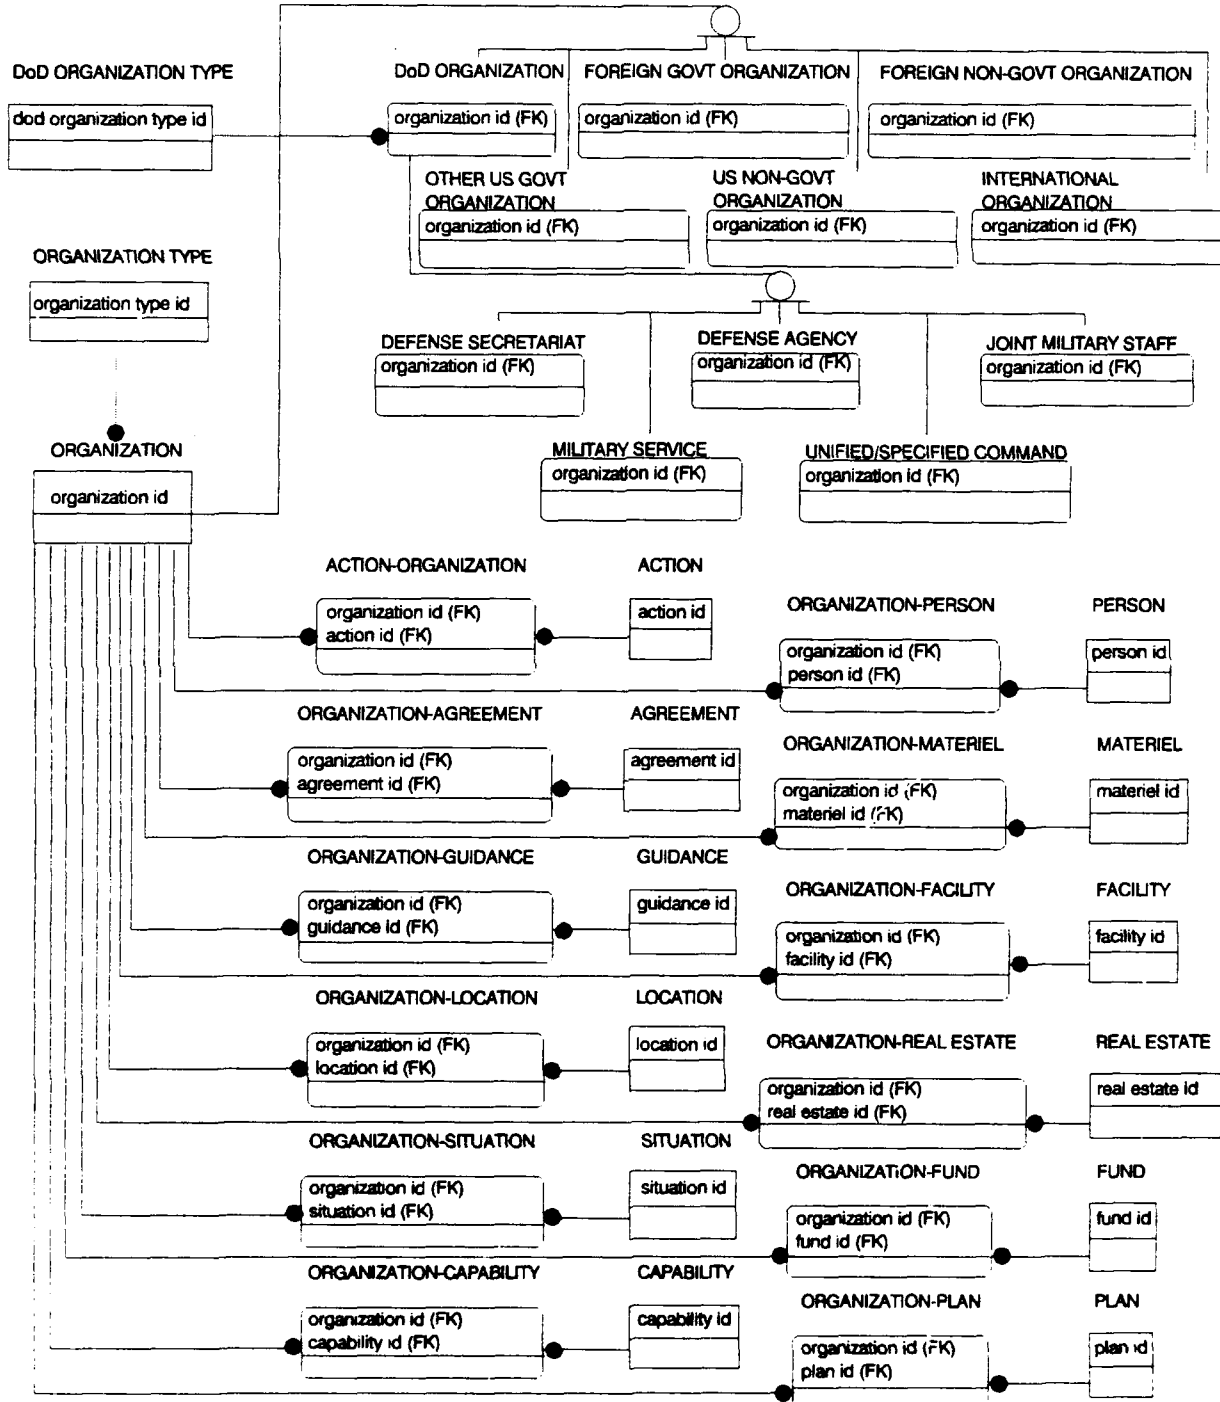 DoD ORGANIZATION TYPE
dod organization type id
DoD ORGANIZATION
organization id (FK)
FOREIGN GOVT ORGANIZATION
organization id (FK)
FOREIGN NON-GOVT ORGANIZATION
organization id (FK)
OTHER US GOVT
ORGANIZATION
organization id (FK)
US NON-GOVT
ORGANIZATION
organization id (FK)
INTERNATIONAL
ORGANIZATION
organization id (FK)
ORGANIZATION TYPE
organization type id
DEFENSE SECRETARIAT
organization id (FK)
DEFENSE AGENCY
organization id (FK)
JOINT MILITARY STAFF
organization id (FK)
MILITARY SERVICE
organization id (FK)
UNIFIED/SPECIFIED COMMAND
organization id (FK)
ORGANIZATION
organization id
ACTION-ORGANIZATION
organization id (FK)
action id (FK)
ACTION
action id
ORGANIZATION-PERSON
organization id (FK)
person id (FK)
PERSON
person id
ORGANIZATION-AGREEMENT
organization id (FK)
agreement id (FK)
AGREEMENT
agreement id
ORGANIZATION-MATERIEL
organization id (FK)
materiel id (FK)
MATERIEL
materiel id
ORGANIZATION-GUIDANCE
organization id (FK)
guidance id (FK)
GUIDANCE
guidance id
ORGANIZATION-FACILITY
organization id (FK)
facility id (FK)
FACILITY
facility id
ORGANIZATION-LOCATION
organization id (FK)
location id (FK)
LOCATION
location id
ORGANIZATION-REAL ESTATE
organization id (FK)
real estate id (FK)
REAL ESTATE
real estate id
ORGANIZATION-SITUATION
organization id (FK)
situation id (FK)
SITUATION
situation id
ORGANIZATION-FUND
organization id (FK)
fund id (FK)
FUND
fund id
ORGANIZATION-CAPABILITY
organization id (FK)
capability id (FK)
CAPABILITY
capability id
ORGANIZATION-PLAN
organization id (FK)
plan id (FK)
PLAN
plan id